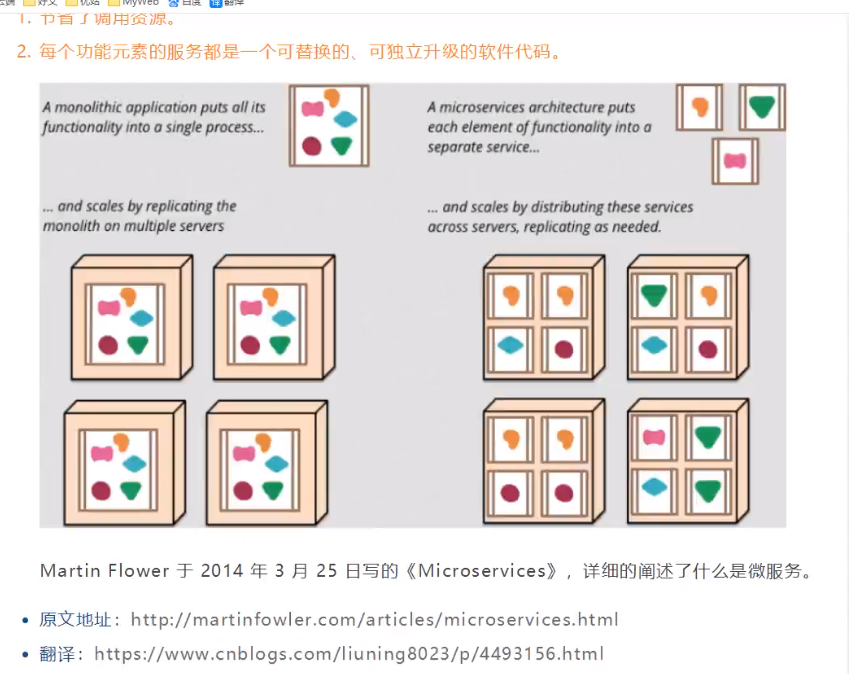 好文
优站
MyWeb
百度
翻译
1. 节省了调用资源。
2. 每个功能元素的服务都是一个可替换的、可独立升级的软件代码。
A monolithic application puts all its
functionality into a single process...
A microservices architecture puts
each element of functionality into a
separate service...
... and scales by replicating the
monolith on multiple servers
... and scales by distributing these services
across servers, replicating as needed.
Martin Flower 于 2014 年 3 月 25 日写的《Microservices》，详细的阐述了什么是微服务。
• 原文地址：http://martinfowler.com/articles/microservices.html
• 翻译：https://www.cnblogs.com/liuning8023/p/4493156.html